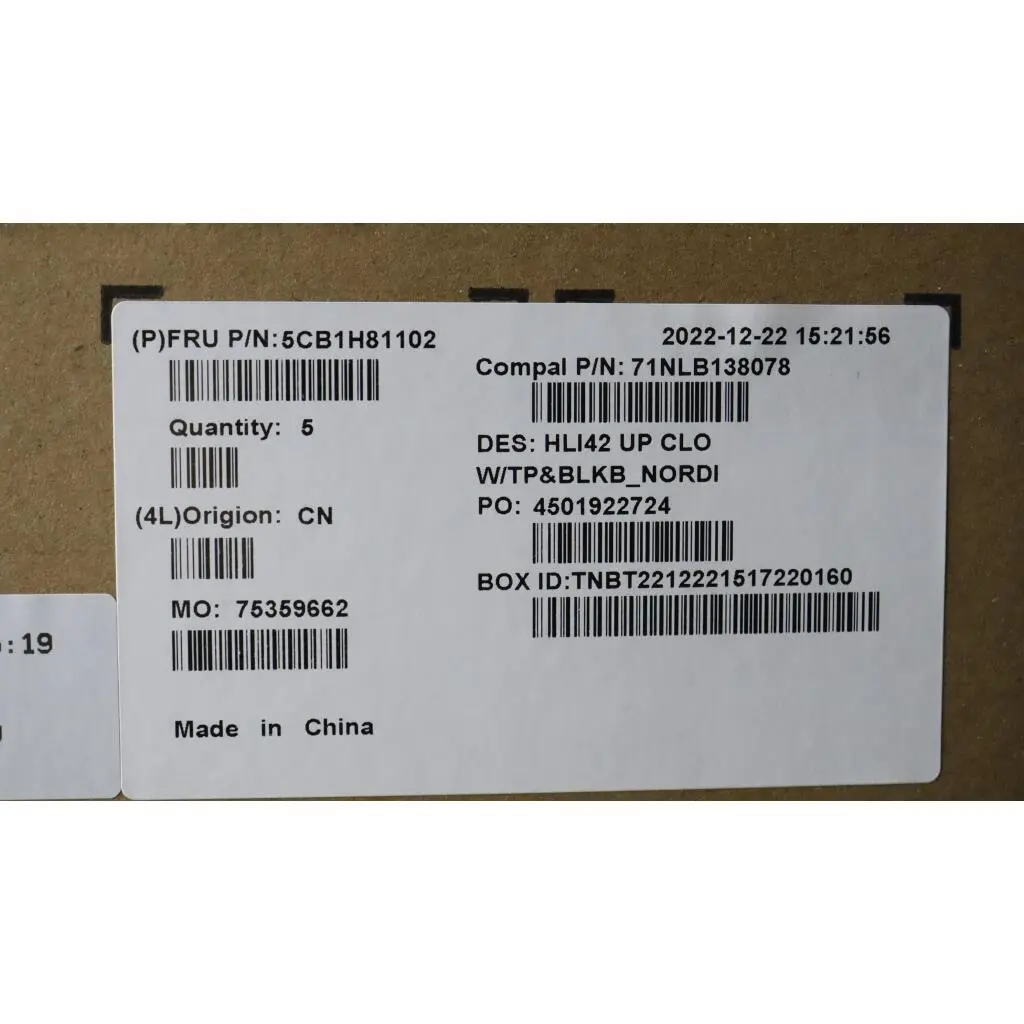 (P)FRU P/N:5CB1H81102
2022-12-22 15:21:56
Compal P/N: 71NLB138078
Quantity: 5
DES: HLI42 UP CLO
W/TP&BLKB_NORDI
PO: 4501922724
(4L)Origion: CN
BOX ID:TNBT2212221517220160
MO: 75359662
Made in China
:19